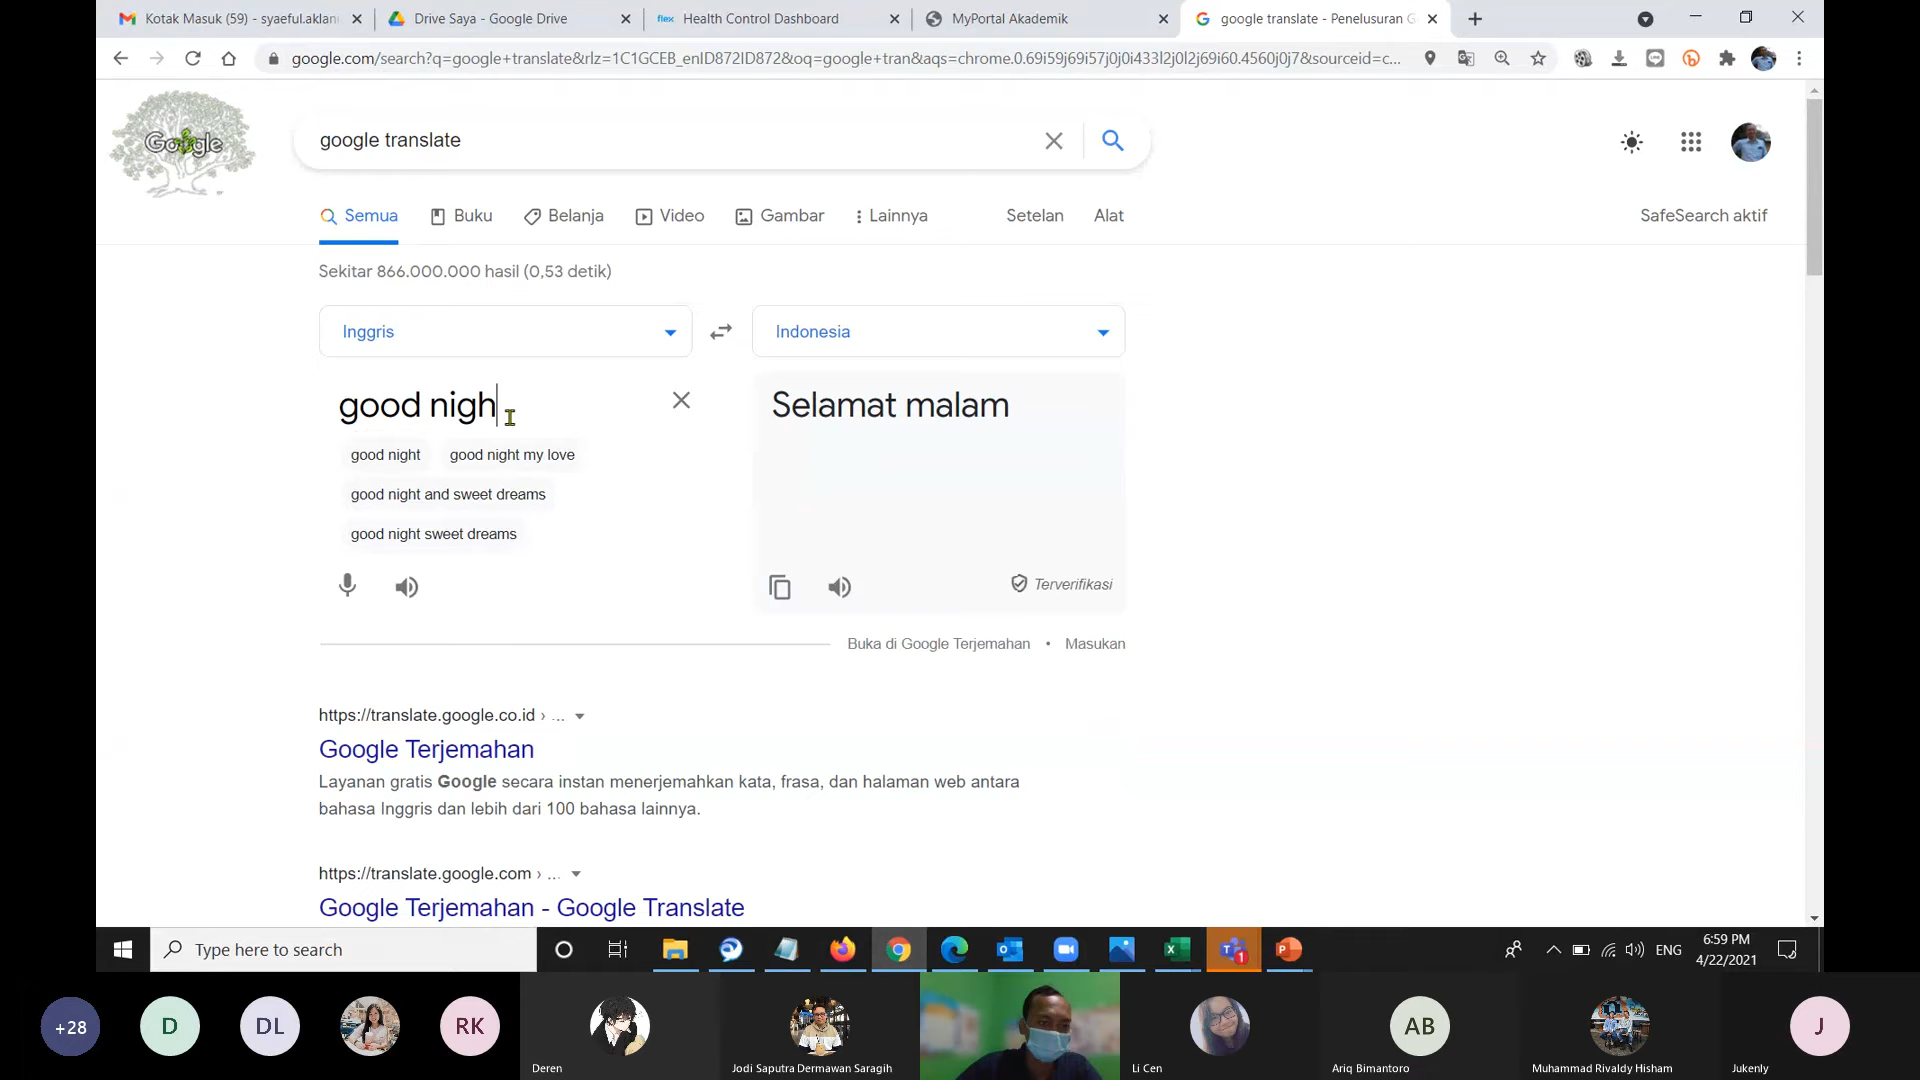 Kotak Masuk (59) - syaeful.aklani
Drive Saya - Google Drive
flex Health Control Dashboard
MyPortal Akademik
google translate - Penelusuran G
google.com/search?q=google+translate&rlz=1C1GCEB_enID872ID872&oq=google+tran&aqs=chrome.0.69i59j69i57j0j0i433l2j0l2j69i60.4560j0j7&sourceid=c...
Google
google translate
Semua Buku Belanja Video Gambar Lainnya Setelan Alat SafeSearch aktif
Sekitar 866.000.000 hasil (0,53 detik)
Inggris Indonesia
good nigh Selamat malam
good night good night my love
good night and sweet dreams
good night sweet dreams
Terverifikasi
Buka di Google Terjemahan • Masukan
https://translate.google.co.id › ...
Google Terjemahan
Layanan gratis Google secara instan menerjemahkan kata, frasa, dan halaman web antara
bahasa Inggris dan lebih dari 100 bahasa lainnya.
https://translate.google.com › ...
Google Terjemahan - Google Translate
Type here to search
1
ENG
6:59 PM
4/22/2021
+28 D DL RK AB J
Deren Jodi Saputra Dermawan Saragih Li Cen Ariq Bimantoro Muhammad Rivaldy Hisham Jukenly